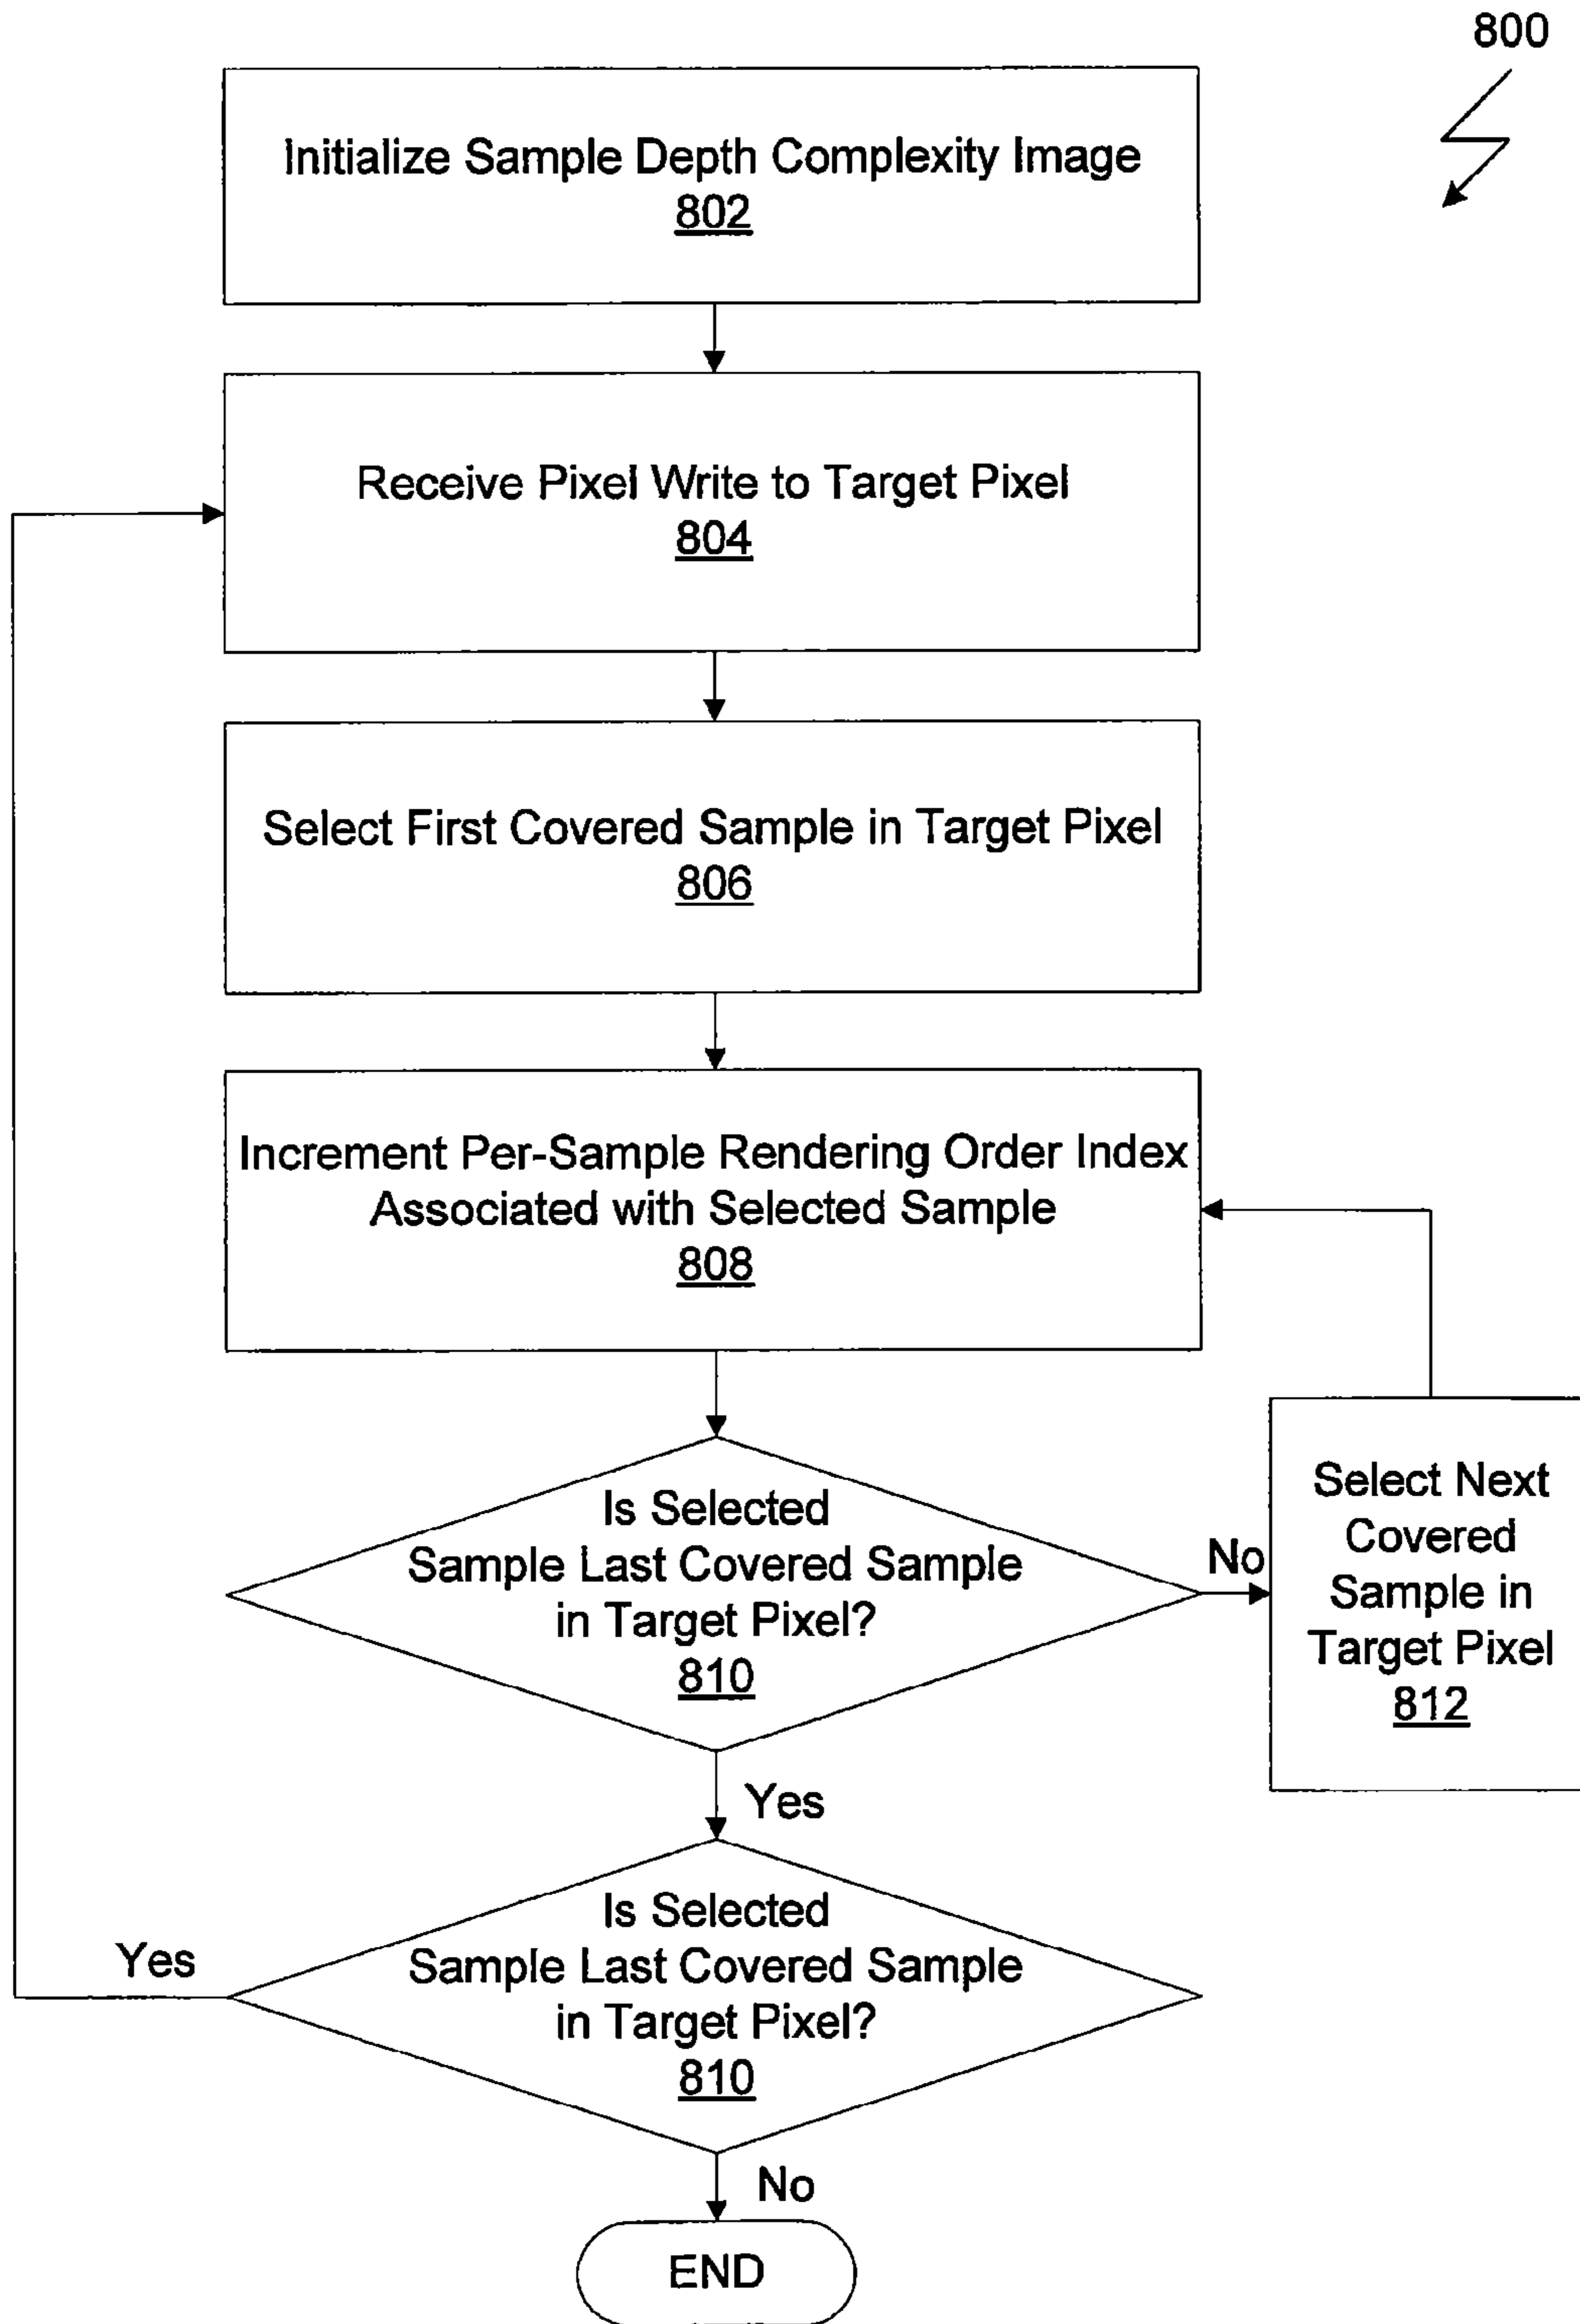 800
Initialize Sample Depth Complexity Image
802
Receive Pixel Write to Target Pixel
804
Select First Covered Sample in Target Pixel
806
Increment Per-Sample Rendering Order Index
Associated with Selected Sample
808
Is Selected
Sample Last Covered Sample
in Target Pixel?
810
No
Select Next
Covered
Sample in
Target Pixel
812
Yes
Is Selected
Sample Last Covered Sample
in Target Pixel?
810
Yes
No
END